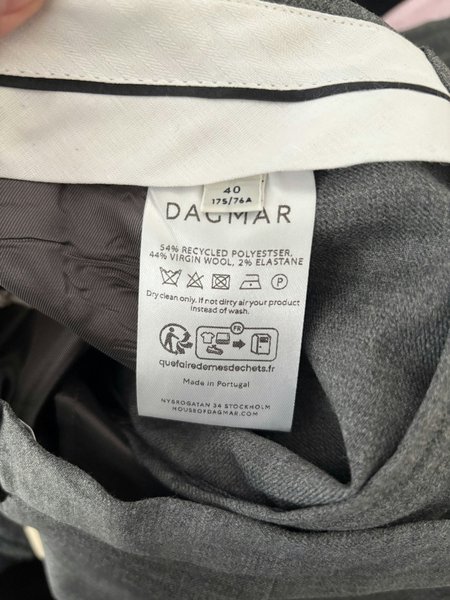 40
175/76A
DAGMAR
54% RECYCLED POLYESTSER,
44% VIRGIN WOOL, 2% ELASTANE
P
Dry clean only. If not dirty air your product
instead of wash.
FR
quefairedemesdechets.fr
Made in Portugal
NYBROGATAN 34 STOCKHOLM
HOUSEOFDAGMAR.COM